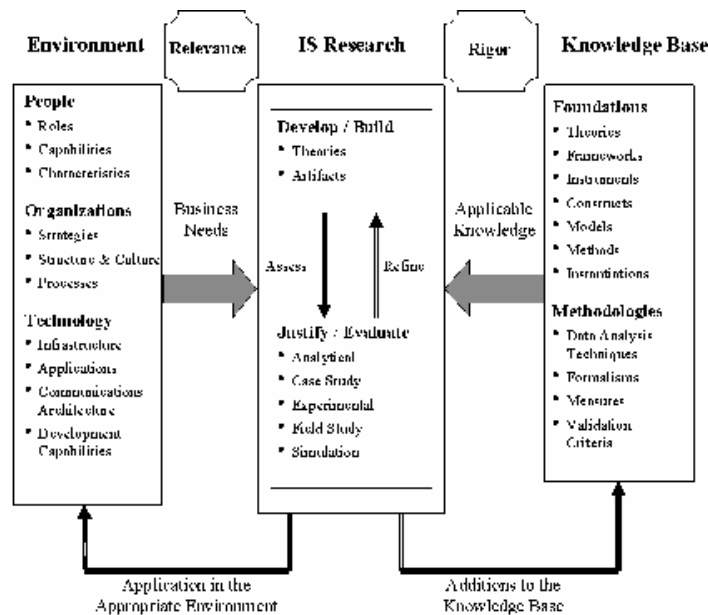 Environment
Relevance
IS Research
Rigor
Knowledge Base
People
• Roles
• Capabilities
• Characteristics
Organizations
• Strategies
• Structure & Culture
• Processes
Technology
• Infrastructure
• Applications
• Communications
Architecture
• Development
Capabilities
Business
Needs
Develop / Build
• Theories
• Artifacts
Assess
Refine
Justify / Evaluate
• Analytical
• Case Study
• Experimental
• Field Study
• Simulation
Applicable
Knowledge
Foundations
• Theories
• Frameworks
• Instruments
• Constructs
• Models
• Methods
• Instantiations
Methodologies
• Data Analysis
Techniques
• Formalisms
• Measures
• Validation
Criteria
Application in the
Appropriate Environment
Additions to the
Knowledge Base